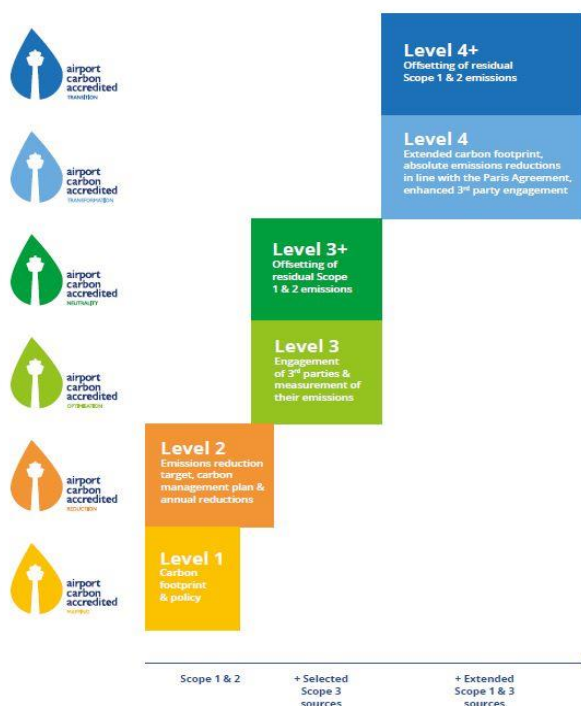 airport
carbon
accredited
TRANSITION
Level 4+
Offsetting of residual
Scope 1 & 2 emissions
airport
carbon
accredited
TRANSFORMATION
Level 4
Extended carbon footprint,
absolute emissions reductions
in line with the Paris Agreement,
enhanced 3rd party engagement
airport
carbon
accredited
NEUTRALITY
Level 3+
Offsetting of
residual Scope
1 & 2 emissions
airport
carbon
accredited
OPTIMISATION
Level 3
Engagement
of 3rd parties &
measurement of
their emissions
airport
carbon
accredited
REDUCTION
Level 2
Emissions reduction
target, carbon
management plan &
annual reductions
airport
carbon
accredited
MAPPING
Level 1
Carbon
footprint
& policy
Scope 1 & 2
+ Selected
Scope 3
sources
+ Extended
Scope 1 & 3
sources